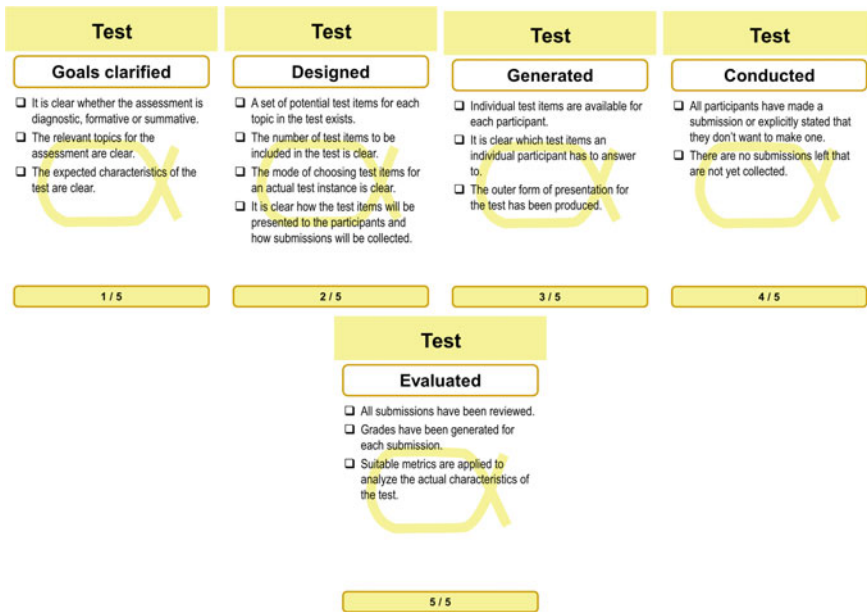 Test
Goals clarified
❑ It is clear whether the assessment is
diagnostic, formative or summative.
❑ The relevant topics for the
assessment are clear.
❑ The expected characteristics of the
test are clear.
1 / 5
Test
Designed
❑ A set of potential test items for each
topic in the test exists.
❑ The number of test items to be
included in the test is clear.
❑ The mode of choosing test items for
an actual test instance is clear.
❑ It is clear how the test items will be
presented to the participants and
how submissions will be collected.
2 / 5
Test
Generated
❑ Individual test items are available for
each participant.
❑ It is clear which test items an
individual participant has to answer
to.
❑ The outer form of presentation for
the test has been produced.
3 / 5
Test
Conducted
❑ All participants have made a
submission or explicitly stated that
they don't want to make one.
❑ There are no submissions left that
are not yet collected.
4 / 5
Test
Evaluated
❑ All submissions have been reviewed.
❑ Grades have been generated for
each submission.
❑ Suitable metrics are applied to
analyze the actual characteristics of
the test.
5 / 5